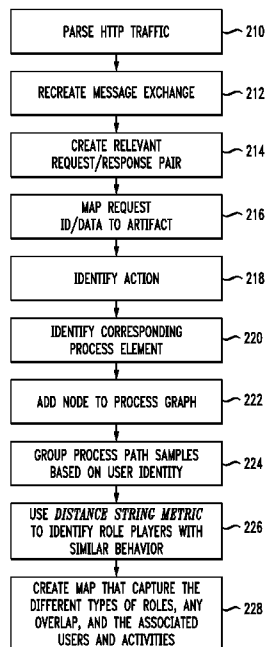 PARSE HTTP TRAFFIC
210
RECREATE MESSAGE EXCHANGE
212
CREATE RELEVANT
REQUEST/RESPONSE PAIR
214
MAP REQUEST
ID/DATA TO ARTIFACT
216
IDENTIFY ACTION
218
IDENTIFY CORRESPONDING
PROCESS ELEMENT
220
ADD NODE TO PROCESS GRAPH
222
GROUP PROCESS PATH SAMPLES
BASED ON USER IDENTITY
224
USE DISTANCE STRING METRIC
TO IDENTIFY ROLE PLAYERS WITH
SIMILAR BEHAVIOR
226
CREATE MAP THAT CAPTURE THE
DIFFERENT TYPES OF ROLES, ANY
OVERLAP, AND THE ASSOCIATED
USERS AND ACTIVITIES
228